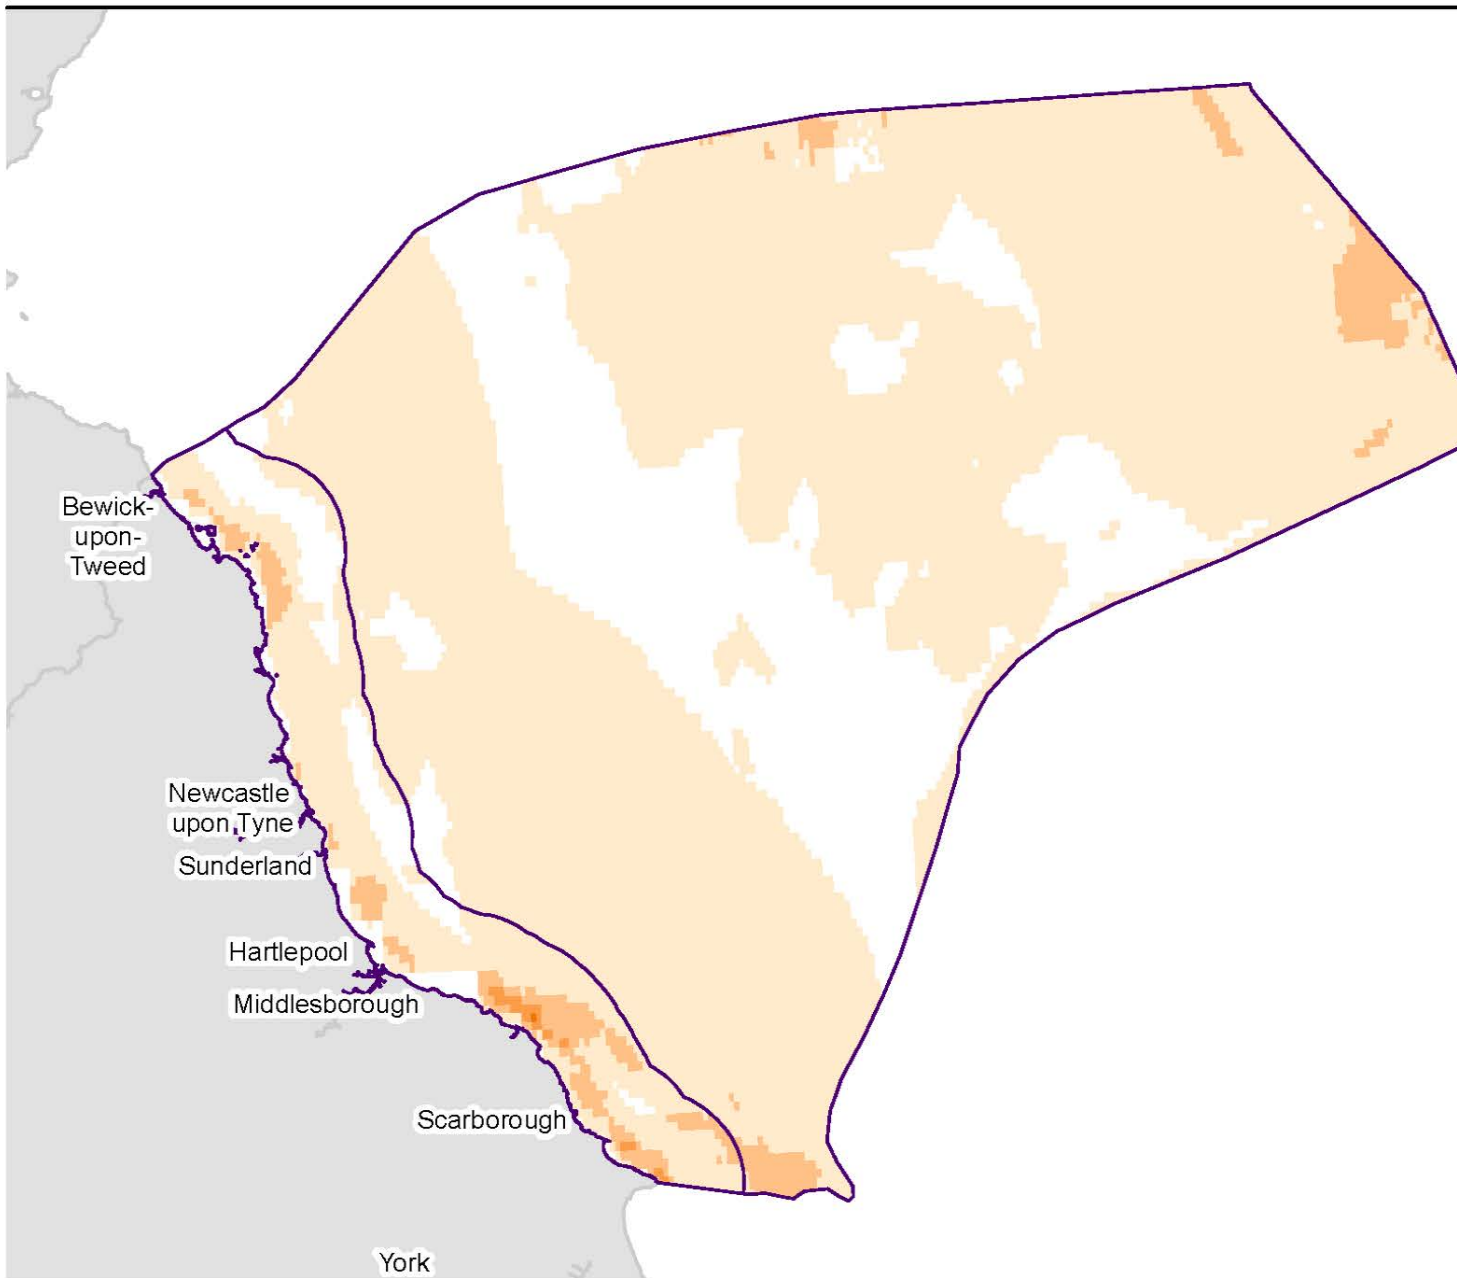 Bewick-
upon-
Tweed
Newcastle
upon Tyne
Sunderland
Hartlepool
Middlesborough
Scarborough
York